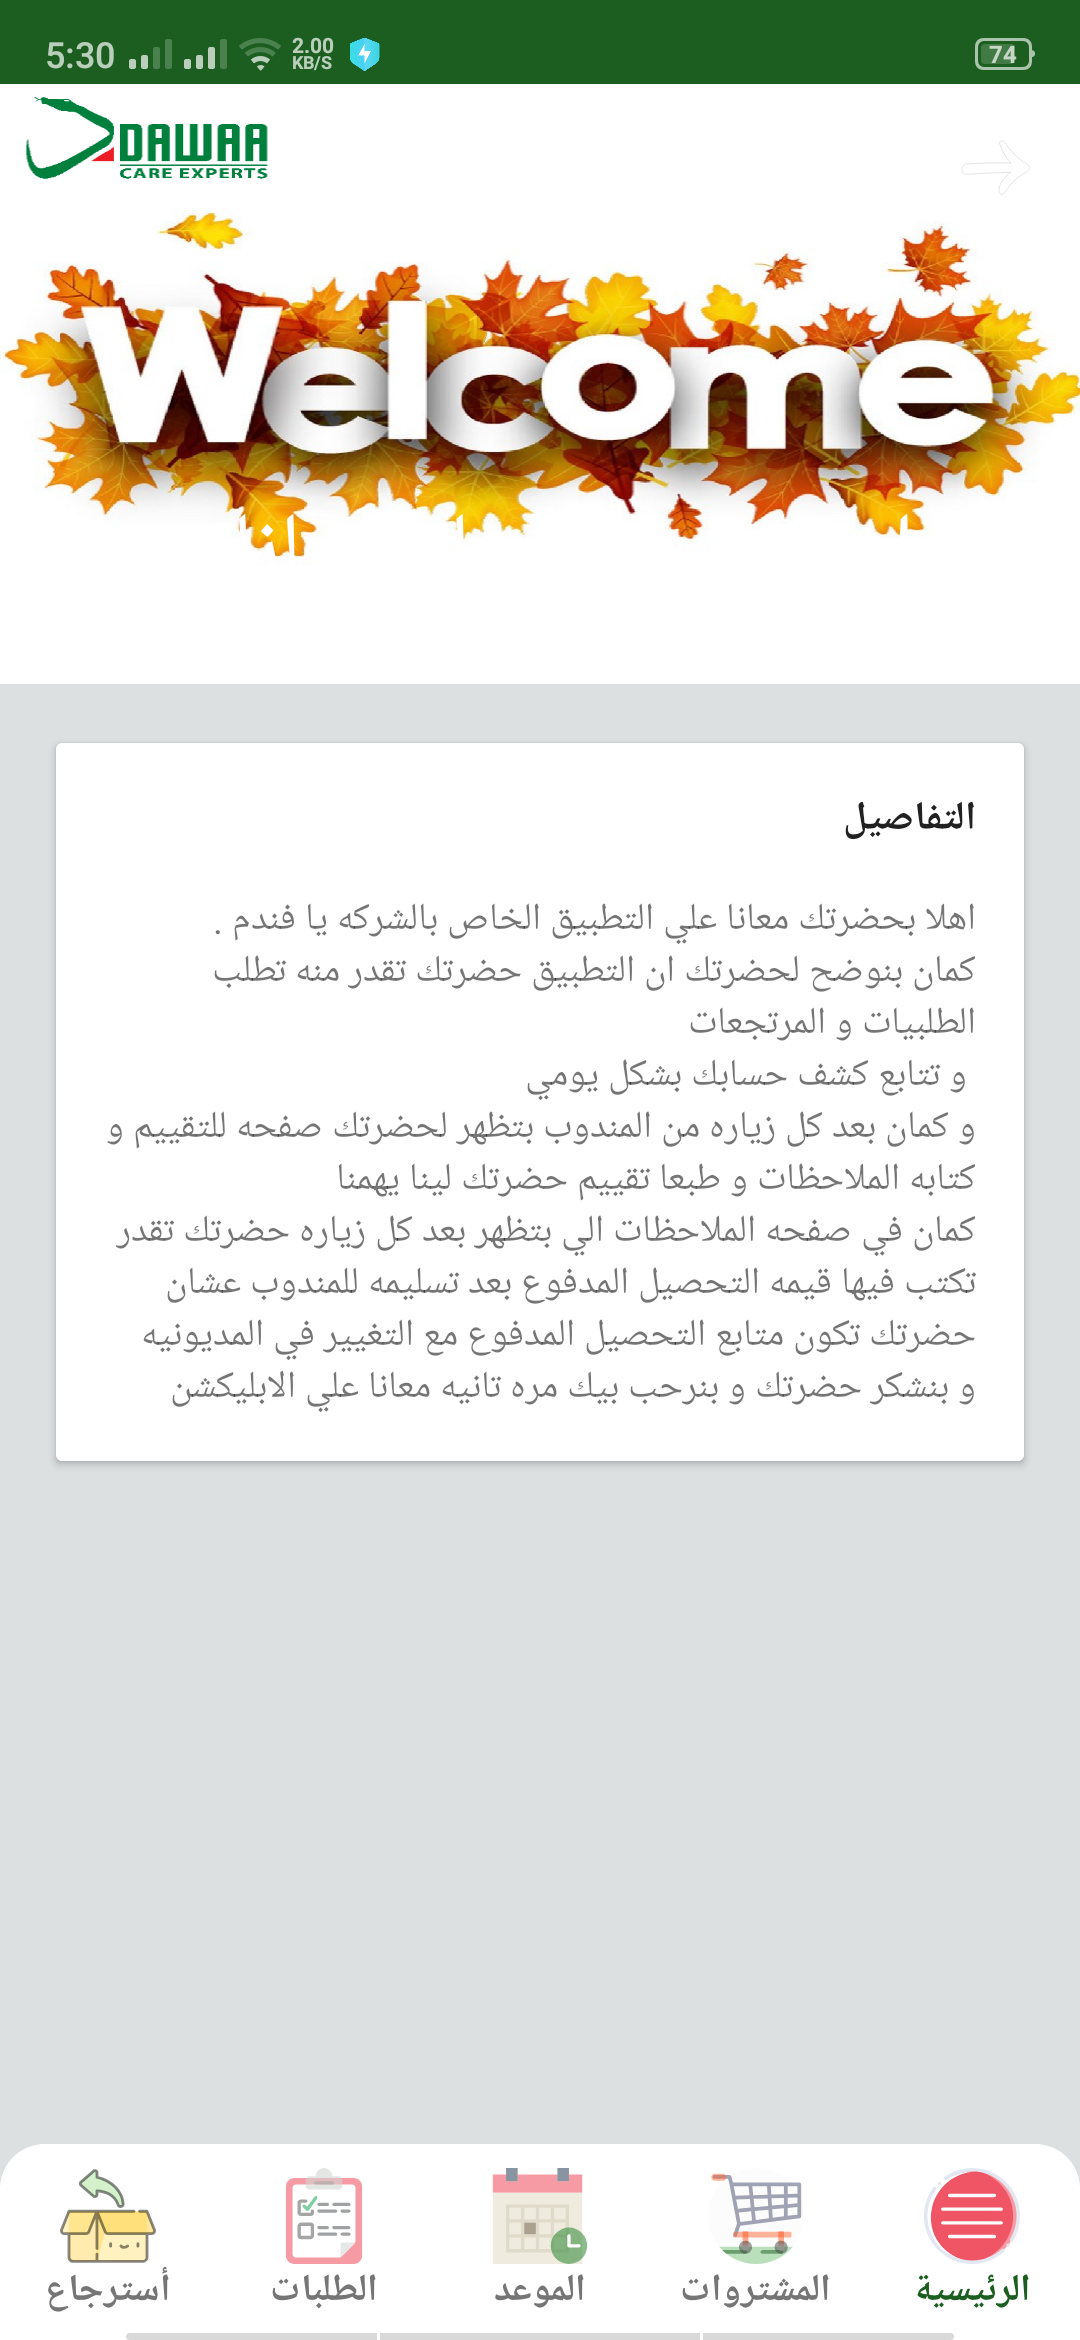 5:30
2.00
KB/S
74
DAWAA
CARE EXPERTS
Welcome
التفاصيل
اهلا بحضرتك معانا علي التطبيق الخاص بالشركه يا فندم .
كمان بنوضح لحضرتك ان التطبيق حضرتك تقدر منه تطلب
الطلبيات و المرتجعات
و تتابع كشف حسابك بشكل يومي
و كمان بعد كل زياره من المندوب بتظهر لحضرتك صفحه للتقييم و
كتابه الملاحظات و طبعا تقييم حضرتك لينا يهمنا
كمان في صفحه الملاحظات الي بتظهر بعد كل زياره حضرتك تقدر
تكتب فيها قيمه التحصيل المدفوع بعد تسليمه للمندوب عشان
حضرتك تكون متابع التحصيل المدفوع مع التغيير في المديونيه
و بنشكر حضرتك و بنرحب بيك مره تانيه معانا علي الابليكشن
الرئيسية
المشتروات
الموعد
الطلبات
أسترجاع